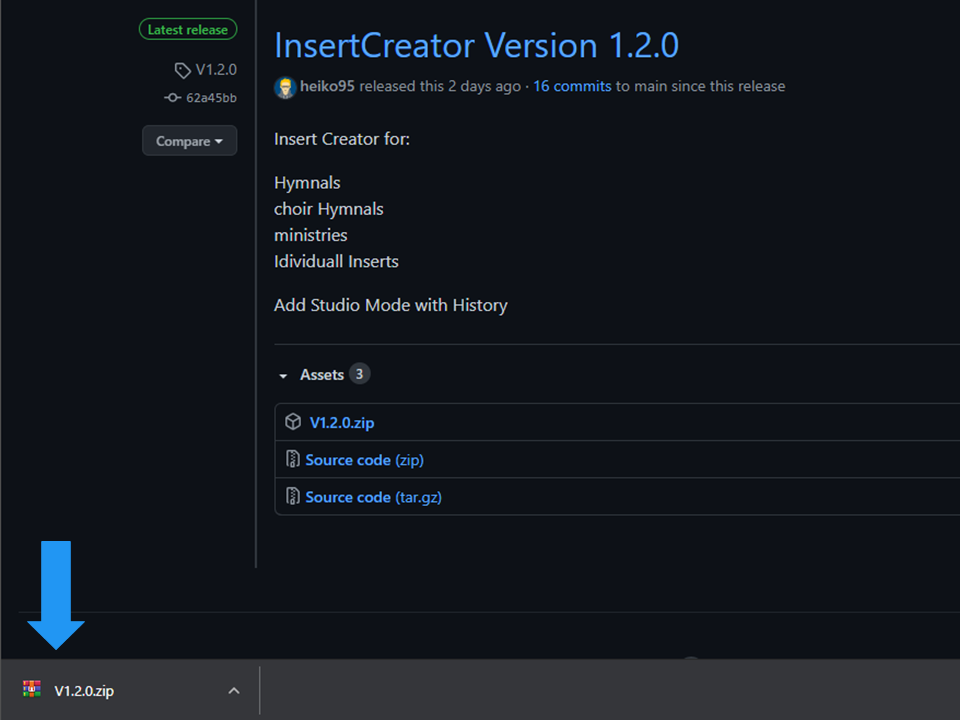 Latest release
V1.2.0
62a45bb
Compare
InsertCreator Version 1.2.0
heiko95 released this 2 days ago · 16 commits to main since this release
Insert Creator for:
Hymnals
choir Hymnals
ministries
Idividuall Inserts
Add Studio Mode with History
Assets 3
V1.2.0.zip
Source code (zip)
Source code (tar.gz)
V1.2.0.zip